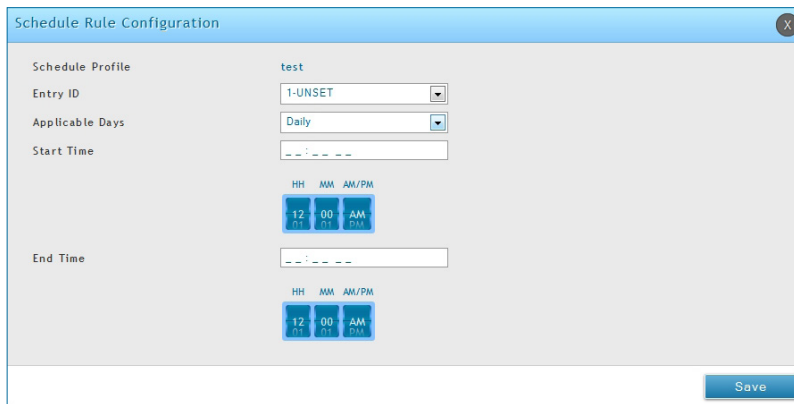 Schedule Rule Configuration
X
Schedule Profile test
Entry ID 1-UNSET
Applicable Days Daily
Start Time _ _ : _ _ _ _
HH MM AM/PM
12 00 AM
01 01 PM
End Time _ _ : _ _ _ _
HH MM AM/PM
12 00 AM
01 01 PM
Save